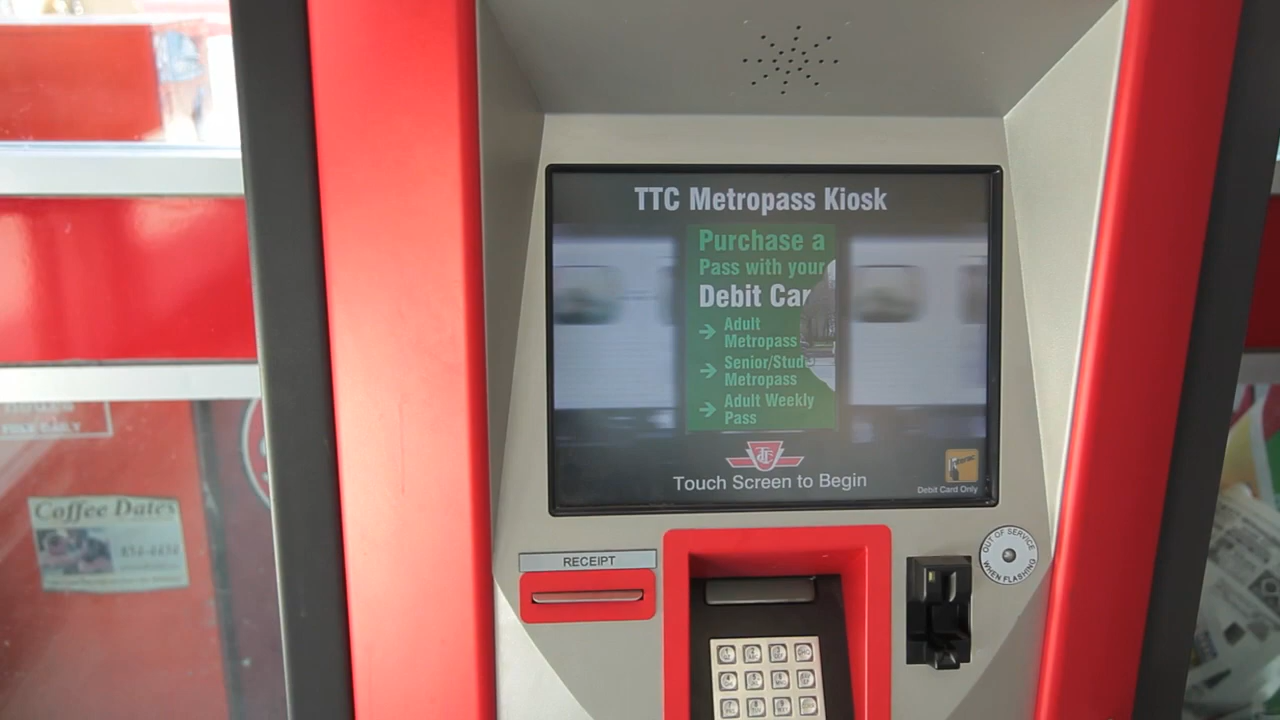 TTC Metropass Kiosk
Purchase a
Pass with your
Debit Car
Adult
Metropass
Senior/Stud
Metropass
Adult Weekly
Pass
TTC
Touch Screen to Begin
Debit Card Only
RECEIPT
OUT OF SERVICE
WHEN FLASHING
Coffee Dates